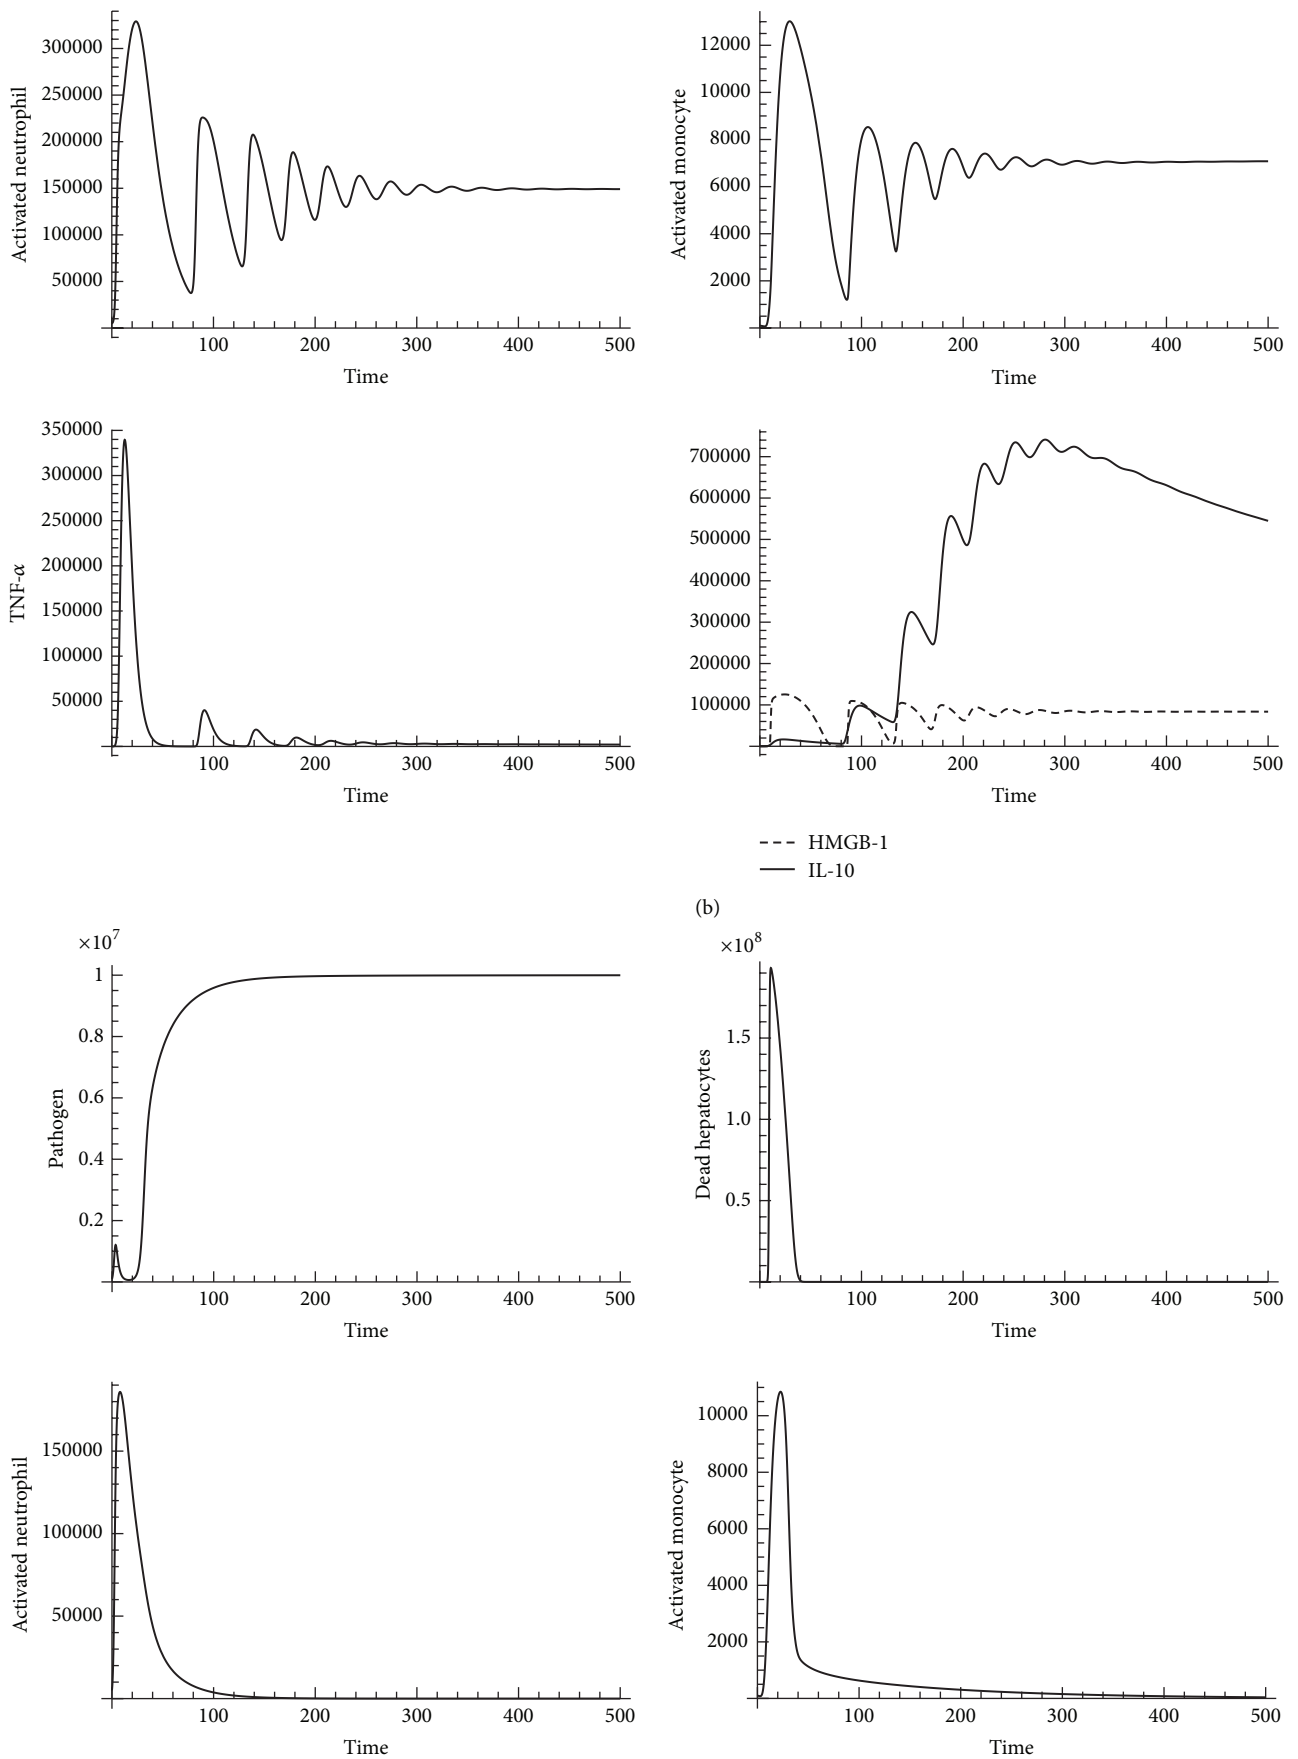 Activated neutrophil
300000
250000
200000
150000
100000
50000
100 200 300 400 500
Time
Activated monocyte
12000
10000
8000
6000
4000
2000
100 200 300 400 500
Time
TNF-α
350000
300000
250000
200000
150000
100000
50000
100 200 300 400 500
Time
700000
600000
500000
400000
300000
200000
100000
100 200 300 400 500
Time
HMGB-1
IL-10
(b)
×10⁷
Pathogen
1
0.8
0.6
0.4
0.2
100 200 300 400 500
Time
×10⁸
Dead hepatocytes
1.5
1.0
0.5
100 200 300 400 500
Time
Activated neutrophil
150000
100000
50000
100 200 300 400 500
Time
Activated monocyte
10000
8000
6000
4000
2000
100 200 300 400 500
Time